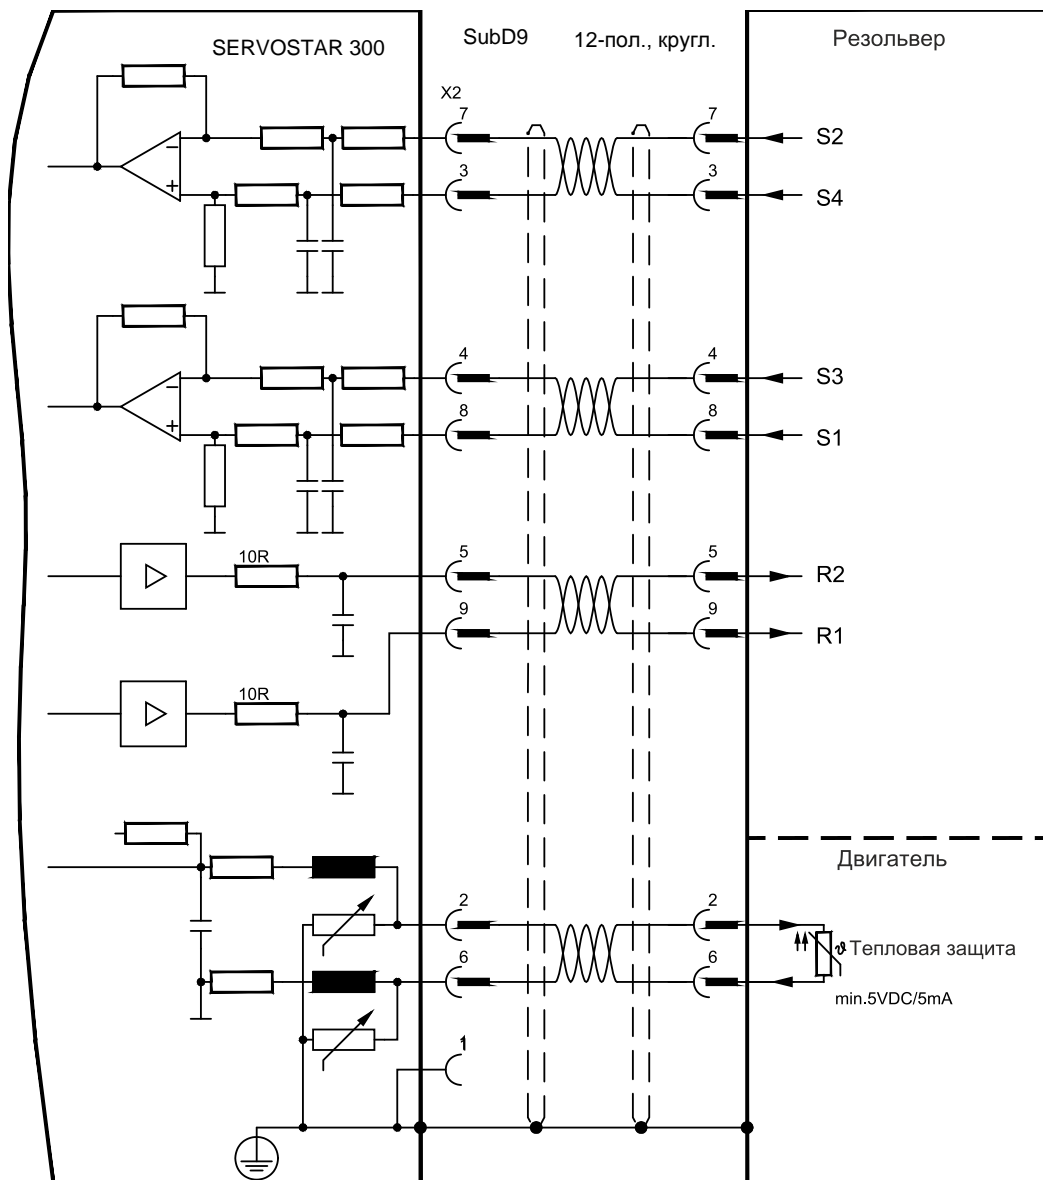 SERVOSTAR 300
SubD9
12-пол., кругл.
Резольвер
X2
7
7
S2
3
3
S4
4
4
S3
8
8
S1
10R
5
5
R2
9
9
R1
10R
Двигатель
2
2
ϑ Тепловая защита
6
6
min.5VDC/5mA
1